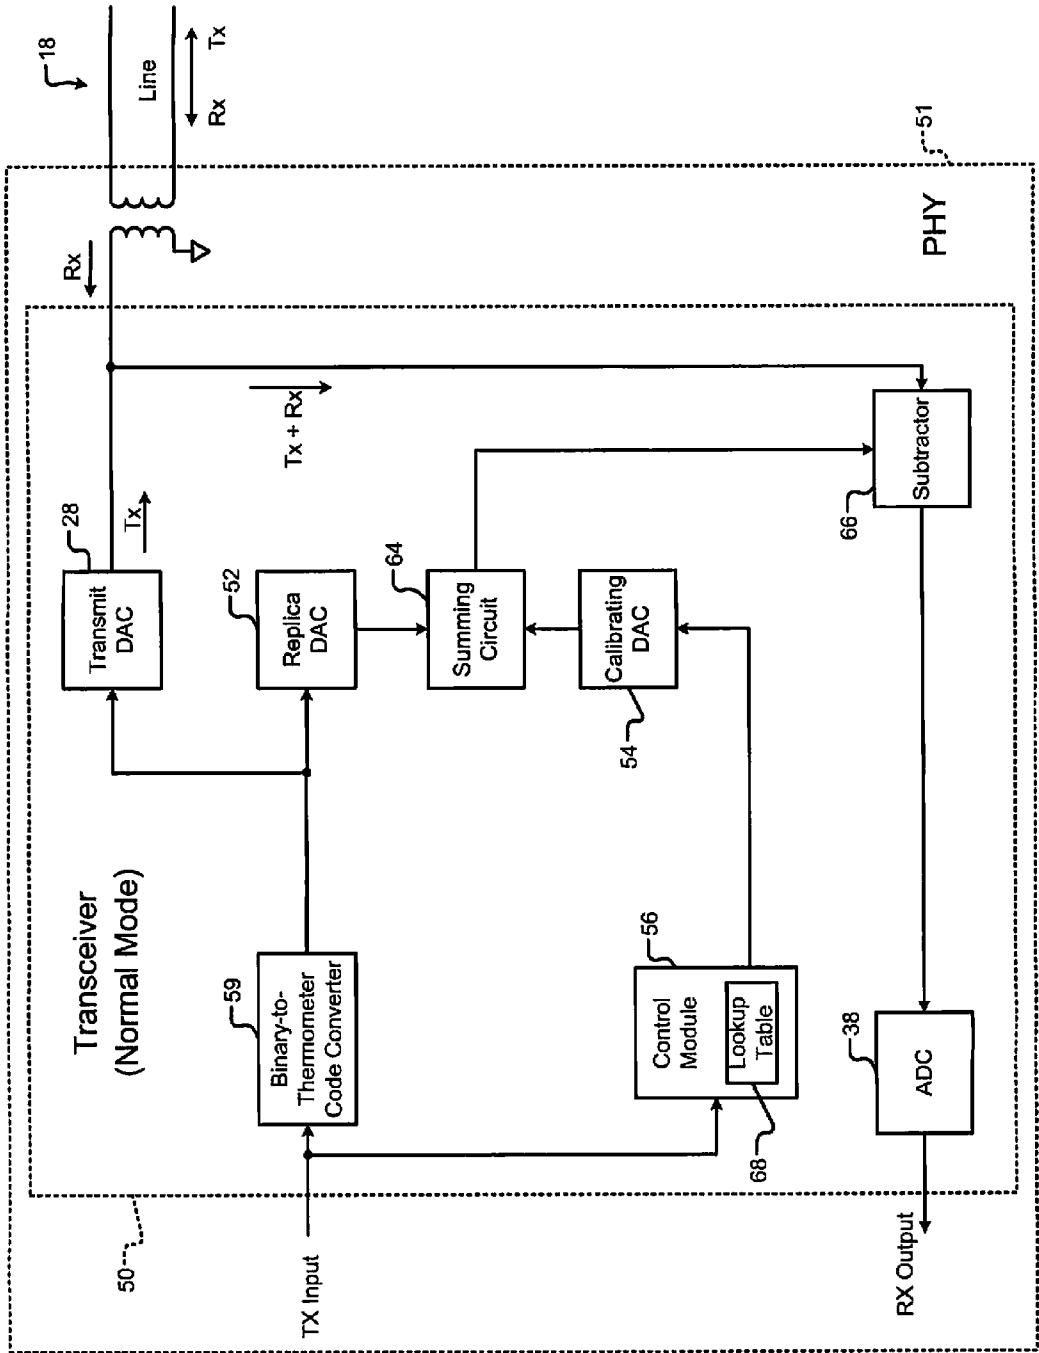 Transceiver
(Normal Mode)
50
TX Input
59
Binary-to-
Thermometer
Code Converter
28
Transmit
DAC
Tx
52
Replica
DAC
64
Summing
Circuit
Calibrating
DAC
54
56
Control
Module
Lookup
Table
68
Tx + Rx
Rx
18
Line
Rx
Tx
51
PHY
66
Subtractor
38
ADC
RX Output